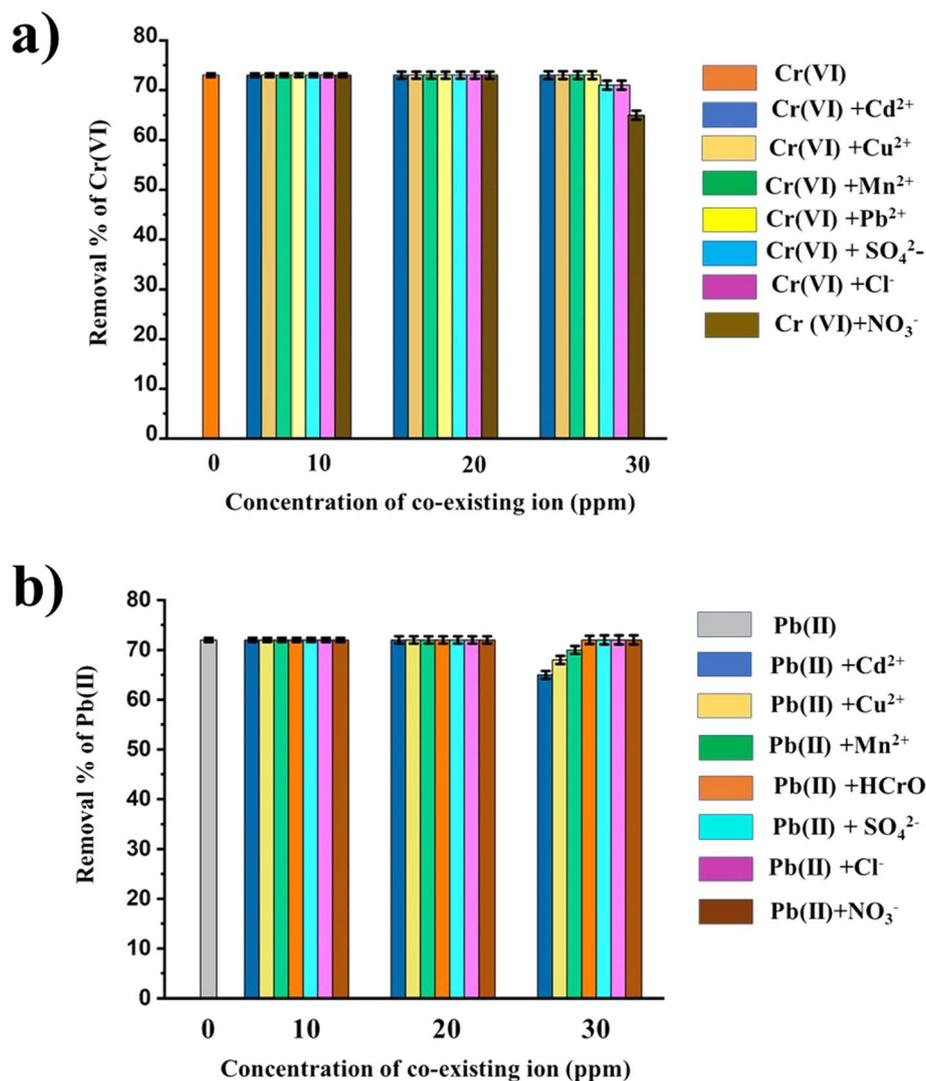 a)
80
70
60
50
40
30
20
10
0
Removal % of Cr(VI)
0 10 20 30
Concentration of co-existing ion (ppm)
Cr(VI)
Cr(VI) +Cd²⁺
Cr(VI) +Cu²⁺
Cr(VI) +Mn²⁺
Cr(VI) +Pb²⁺
Cr(VI) + SO₄²-
Cr(VI) +Cl⁻
Cr (VI)+NO₃⁻
b)
80
70
60
50
40
30
20
10
0
Removal % of Pb(II)
0 10 20 30
Concentration of co-existing ion (ppm)
Pb(II)
Pb(II) +Cd²⁺
Pb(II) +Cu²⁺
Pb(II) +Mn²⁺
Pb(II) +HCrO
Pb(II) + SO₄²⁻
Pb(II) +Cl⁻
Pb(II)+NO₃⁻